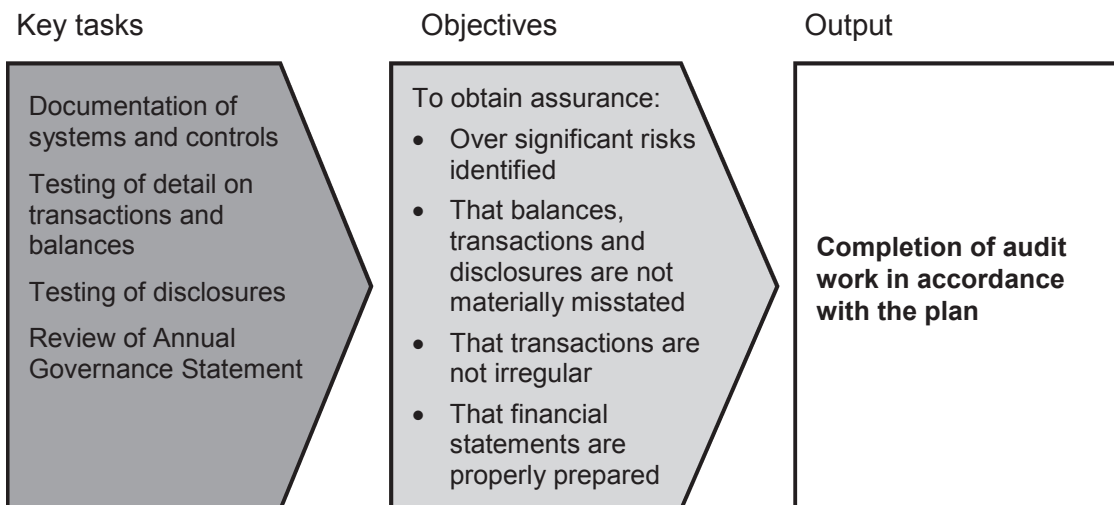 Key tasks
Objectives
Output
Documentation of
systems and controls
Testing of detail on
transactions and
balances
Testing of disclosures
Review of Annual
Governance Statement
To obtain assurance:
• Over significant risks
identified
• That balances,
transactions and
disclosures are not
materially misstated
• That transactions are
not irregular
• That financial
statements are
properly prepared
Completion of audit
work in accordance
with the plan